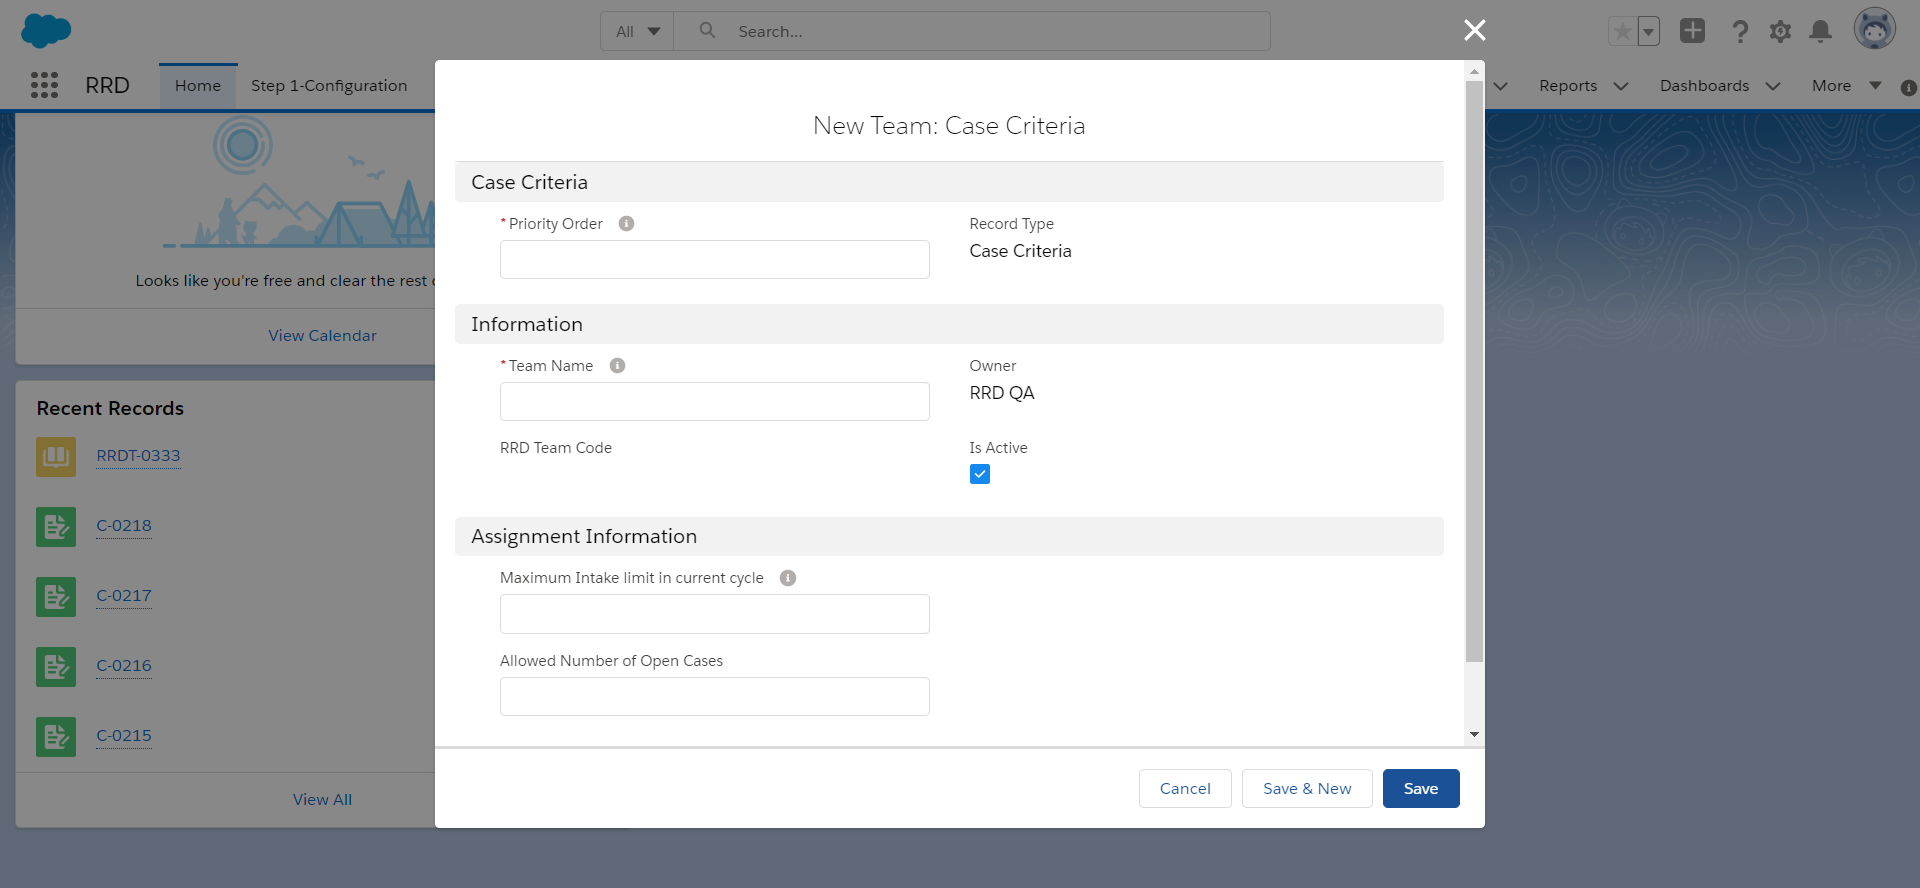 All
Search...
RRD
Home
Step 1-Configuration
Reports
Dashboards
More
Looks like you're free and clear the rest
View Calendar
Recent Records
RRDT-0333
C-0218
C-0217
C-0216
C-0215
View All
New Team: Case Criteria
Case Criteria
*Priority Order
Record Type
Case Criteria
Information
*Team Name
Owner
RRD QA
RRD Team Code
Is Active
Assignment Information
Maximum Intake limit in current cycle
Allowed Number of Open Cases
Cancel
Save & New
Save